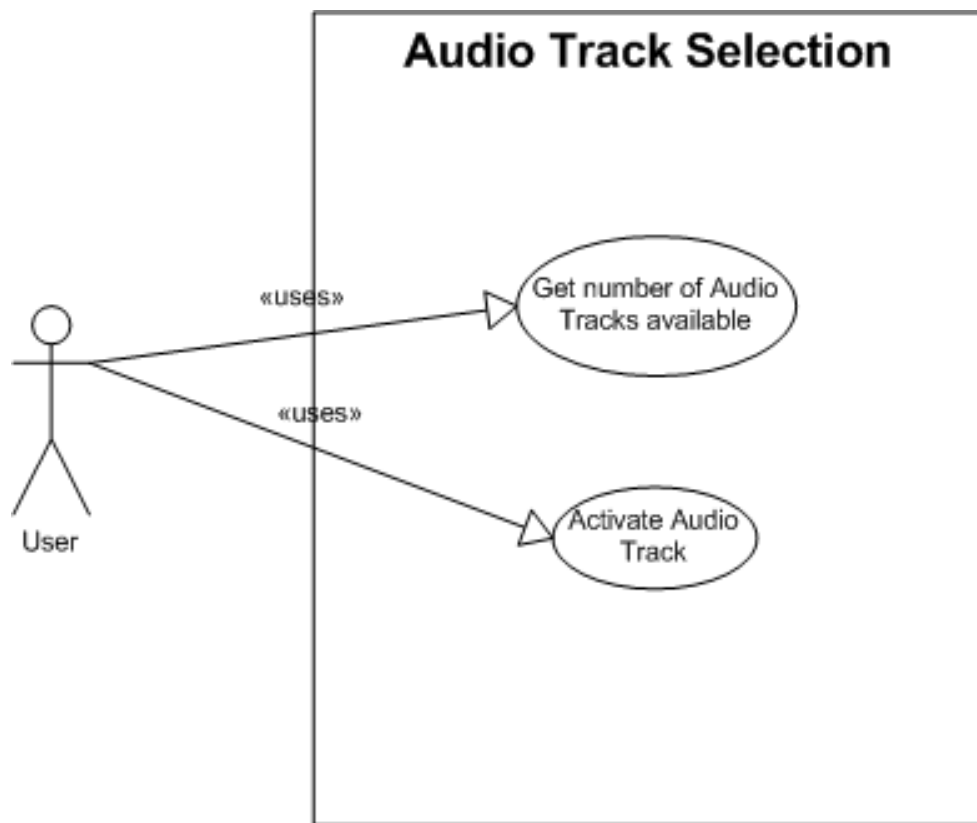 Audio Track Selection
«uses»
Get number of Audio
Tracks available
«uses»
Activate Audio
Track
User